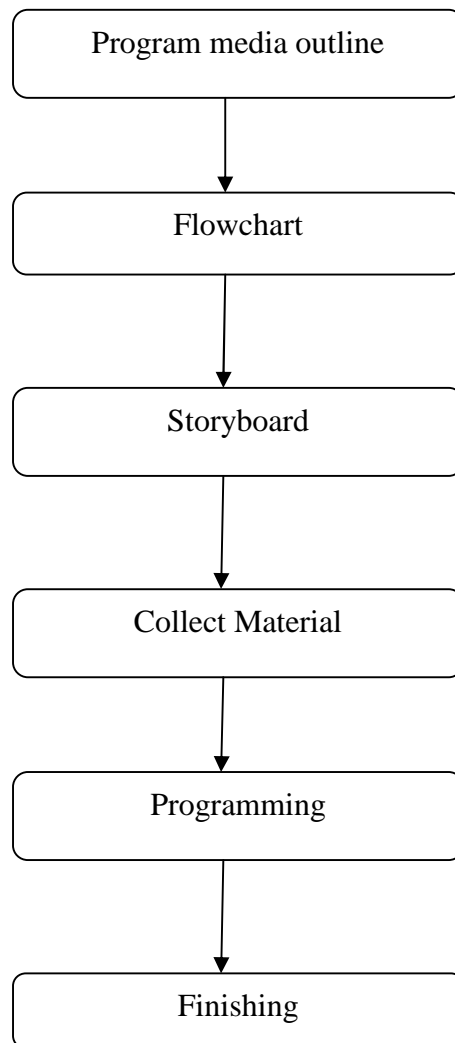 Program media outline
Flowchart
Storyboard
Collect Material
Programming
Finishing